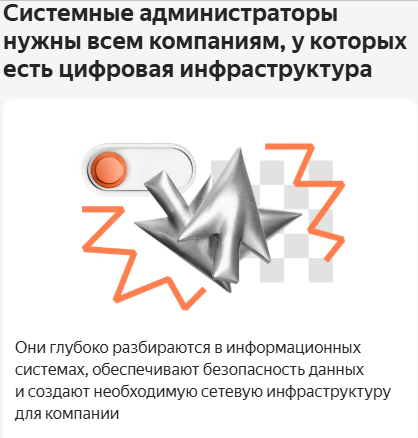 Системные администраторы
нужны всем компаниям, у которых
есть цифровая инфраструктура
Они глубоко разбираются в информационных
системах, обеспечивают безопасность данных
и создают необходимую сетевую инфраструктуру
для компании